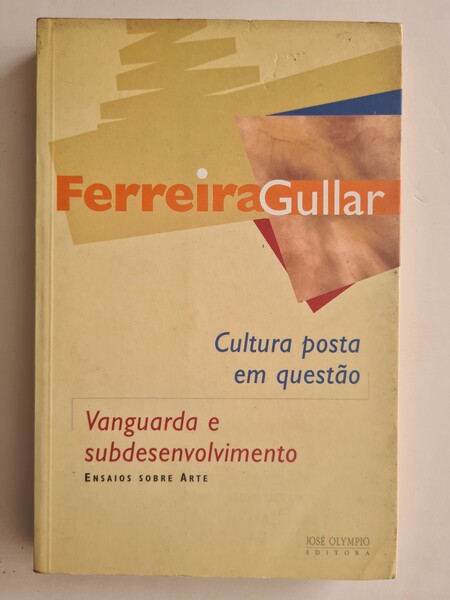 FerreiraGullar
Cultura posta
em questão
Vanguarda e
subdesenvolvimento
ENSAIOS SOBRE ARTE
JOSÉ OLYMPIO
EDITORA